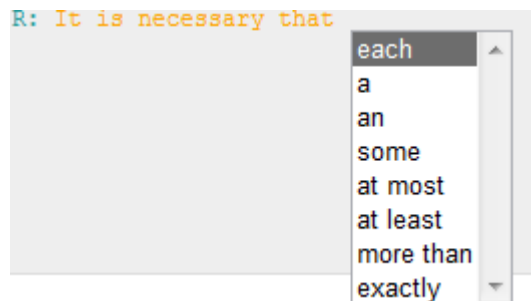 R: It is necessary that
each
a
an
some
at most
at least
more than
exactly